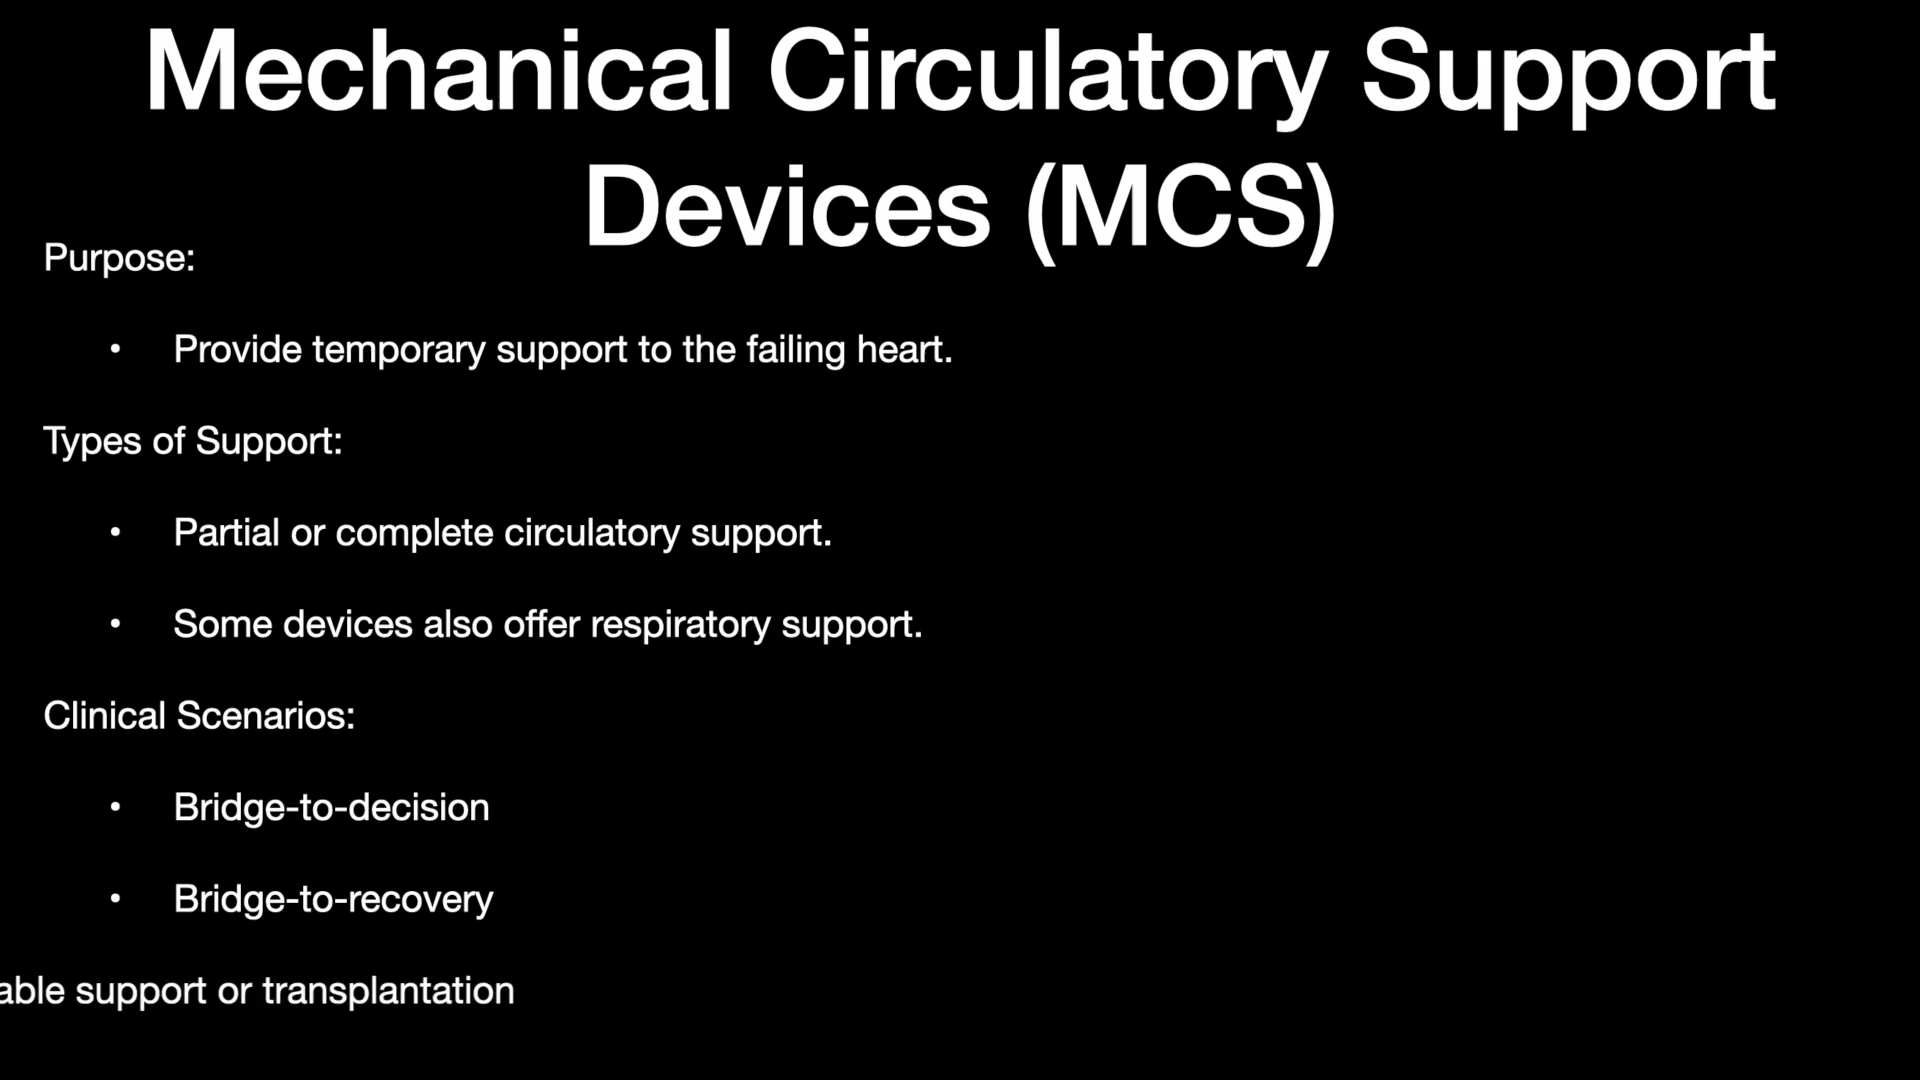 Mechanical Circulatory Support
Devices (MCS)
Purpose:
• Provide temporary support to the failing heart.
Types of Support:
• Partial or complete circulatory support.
• Some devices also offer respiratory support.
Clinical Scenarios:
• Bridge-to-decision
• Bridge-to-recovery
support or transplantation